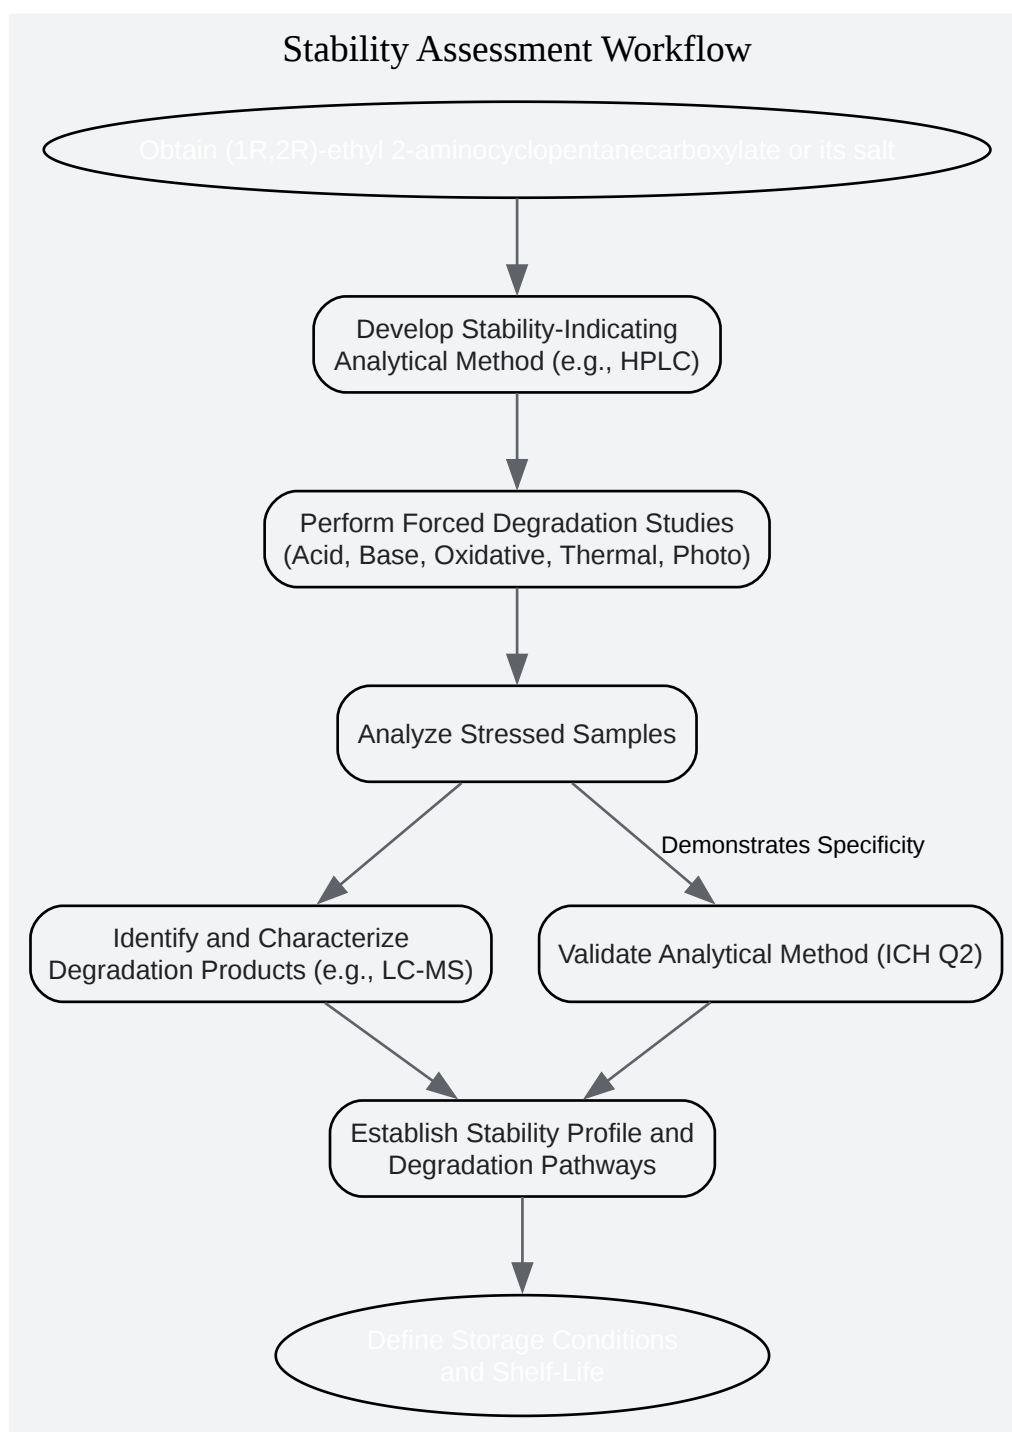 Stability Assessment Workflow
Obtain (1R,2R)-ethyl 2-aminocyclopentanecarboxylate or its salt
Develop Stability-Indicating
Analytical Method (e.g., HPLC)
Perform Forced Degradation Studies
(Acid, Base, Oxidative, Thermal, Photo)
Analyze Stressed Samples
Demonstrates Specificity
Identify and Characterize
Degradation Products (e.g., LC-MS)
Validate Analytical Method (ICH Q2)
Establish Stability Profile and
Degradation Pathways
Define Storage Conditions
and Shelf-Life